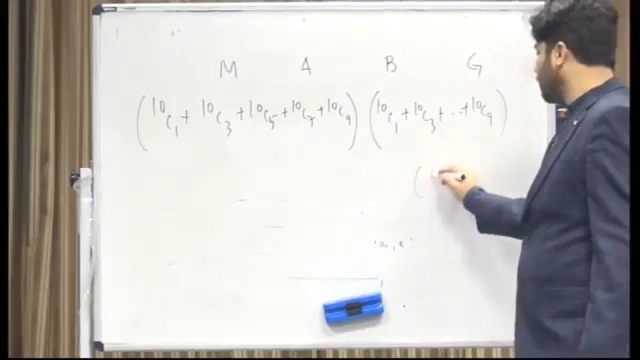 M A B G
(¹⁰C₁ + ¹⁰C₃ + ¹⁰C₅ + ¹⁰C₇ + ¹⁰C₉) (¹⁰C₁ + ¹⁰C₃ + ... + ¹⁰C₉)
(